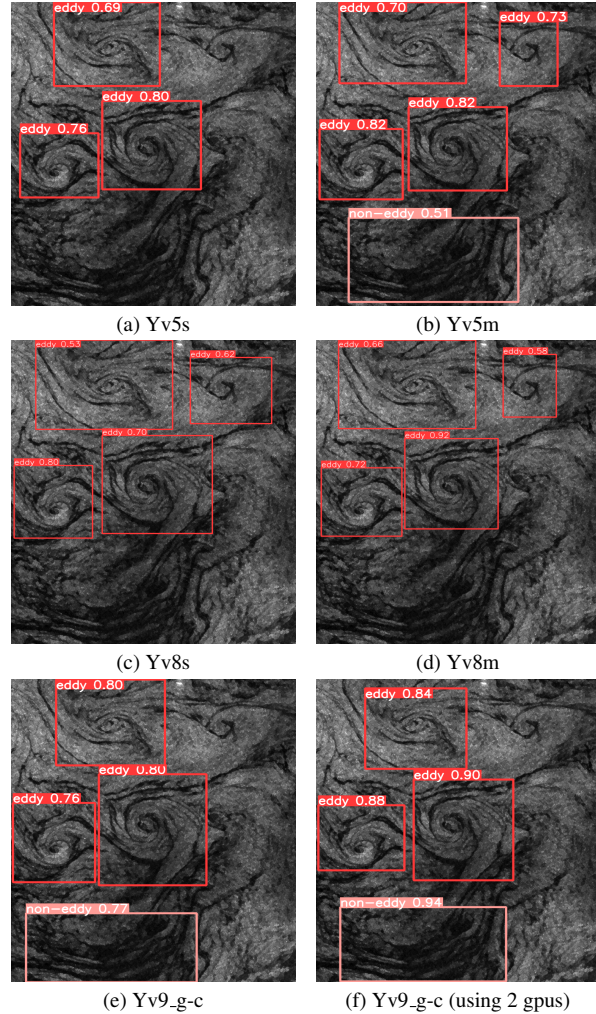 eddy 0.69
eddy 0.80
eddy 0.76
(a) Yv5s
eddy 0.70
eddy 0.73
eddy 0.82
eddy 0.82
non-eddy 0.51
(b) Yv5m
eddy 0.53
eddy 0.62
eddy 0.70
eddy 0.80
(c) Yv8s
eddy 0.66
eddy 0.58
eddy 0.92
eddy 0.72
(d) Yv8m
eddy 0.80
eddy 0.80
eddy 0.76
non-eddy 0.77
(e) Yv9_g-c
eddy 0.84
eddy 0.90
eddy 0.88
non-eddy 0.94
(f) Yv9_g-c (using 2 gpus)